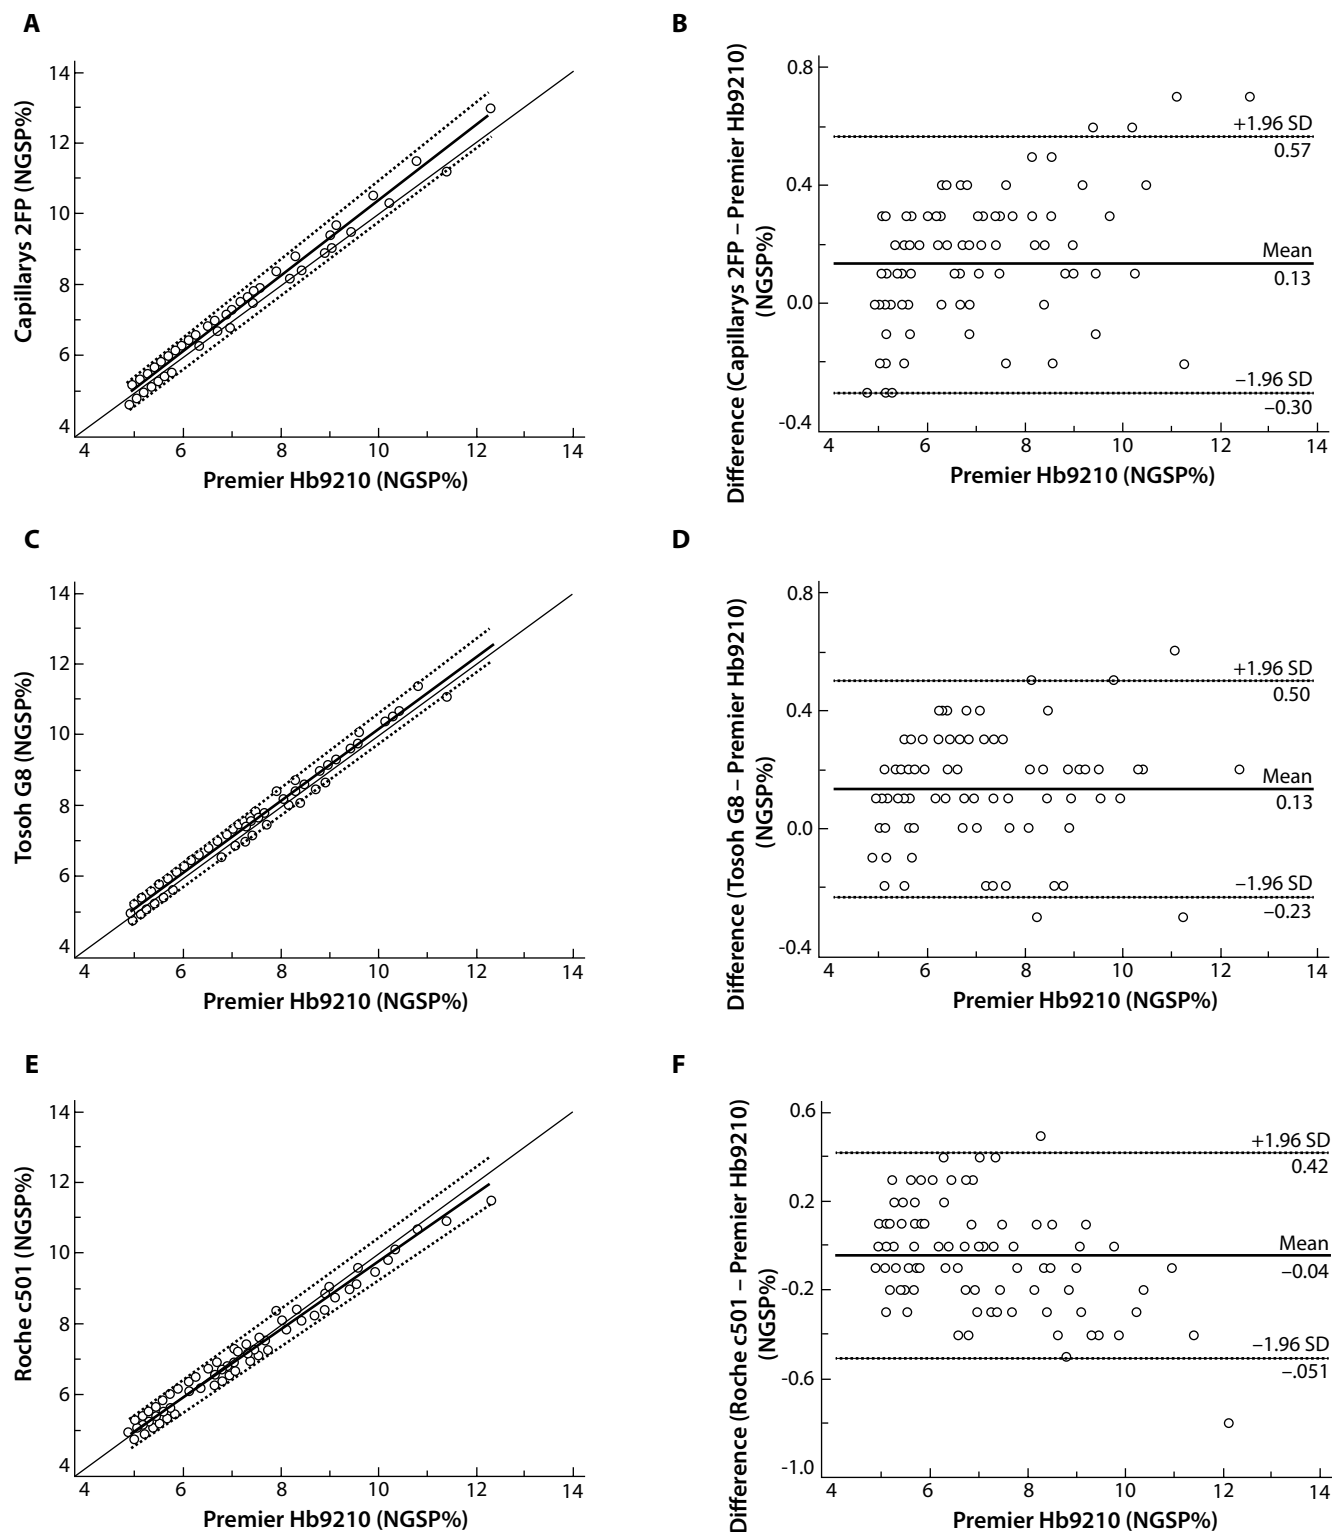 A
Capillarys 2FP (NGSP%)
14
12
10
8
6
4
4 6 8 10 12 14
Premier Hb9210 (NGSP%)
B
Difference (Capillarys 2FP – Premier Hb9210)
(NGSP%)
0.8
0.4
0.0
-0.4
+1.96 SD
0.57
Mean
0.13
−1.96 SD
−0.30
4 6 8 10 12 14
Premier Hb9210 (NGSP%)
C
Tosoh G8 (NGSP%)
14
12
10
8
6
4
4 6 8 10 12 14
Premier Hb9210 (NGSP%)
D
Difference (Tosoh G8 – Premier Hb9210)
(NGSP%)
0.8
0.4
0.0
-0.4
+1.96 SD
0.50
Mean
0.13
−1.96 SD
−0.23
4 6 8 10 12 14
Premier Hb9210 (NGSP%)
E
Roche c501 (NGSP%)
14
12
10
8
6
4
4 6 8 10 12 14
Premier Hb9210 (NGSP%)
F
Difference (Roche c501 – Premier Hb9210)
(NGSP%)
0.6
0.2
-0.2
-0.6
-1.0
+1.96 SD
0.42
Mean
−0.04
−1.96 SD
−.051
4 6 8 10 12 14
Premier Hb9210 (NGSP%)